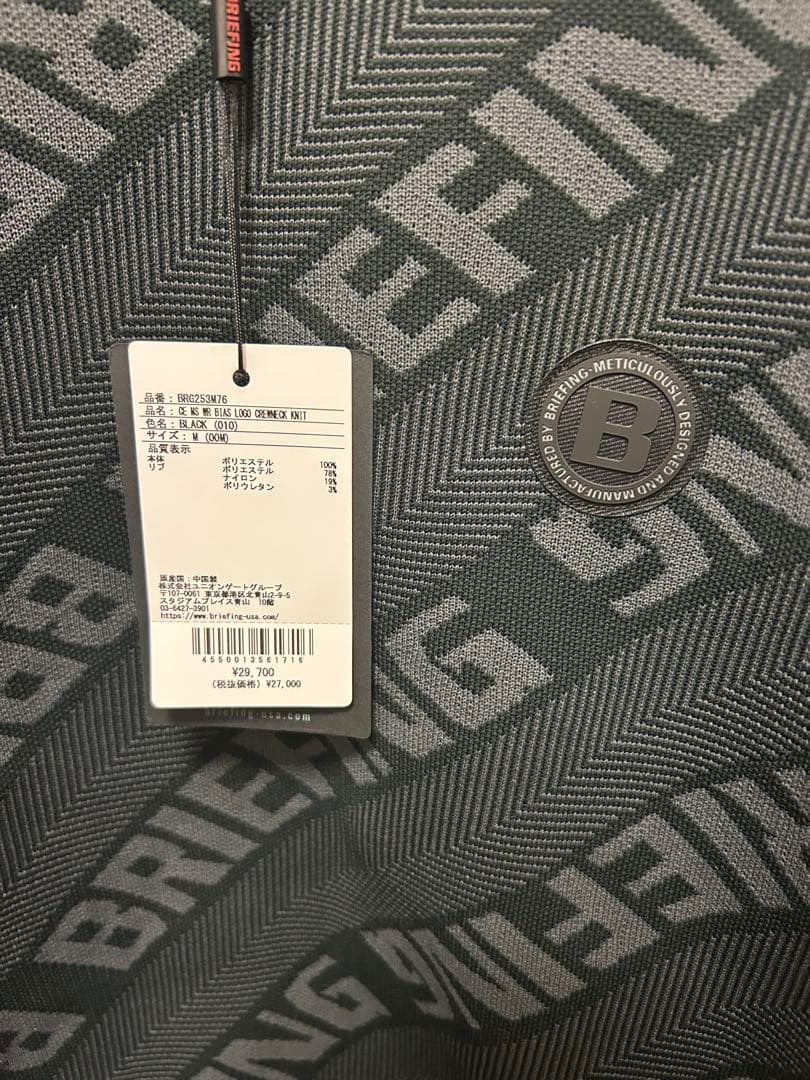 BRIEFING
BRIEFING
品番：BRG253M76
品名：CE MS WR BIAS LOGO CREWNECK KNIT
色名：BLACK (010)
サイズ：M (00M)
品質表示
本体 ポリエステル 100%
リブ ポリエステル 78%
ナイロン 19%
ポリウレタン 3%
原産国：中国製
株式会社ユニオンゲートグループ
〒107-0061 東京都港区北青山2-9-5
スタジアムプレイス青山 10階
03-6427-3901
https://www.briefing-usa.com/
4550013561716
¥29,700
(税抜価格) ¥27,000
briefing-usa.com
MANUFACTURED BY BRIEFING-METICULOUSLY DESIGNED AND
B
BRIEFING